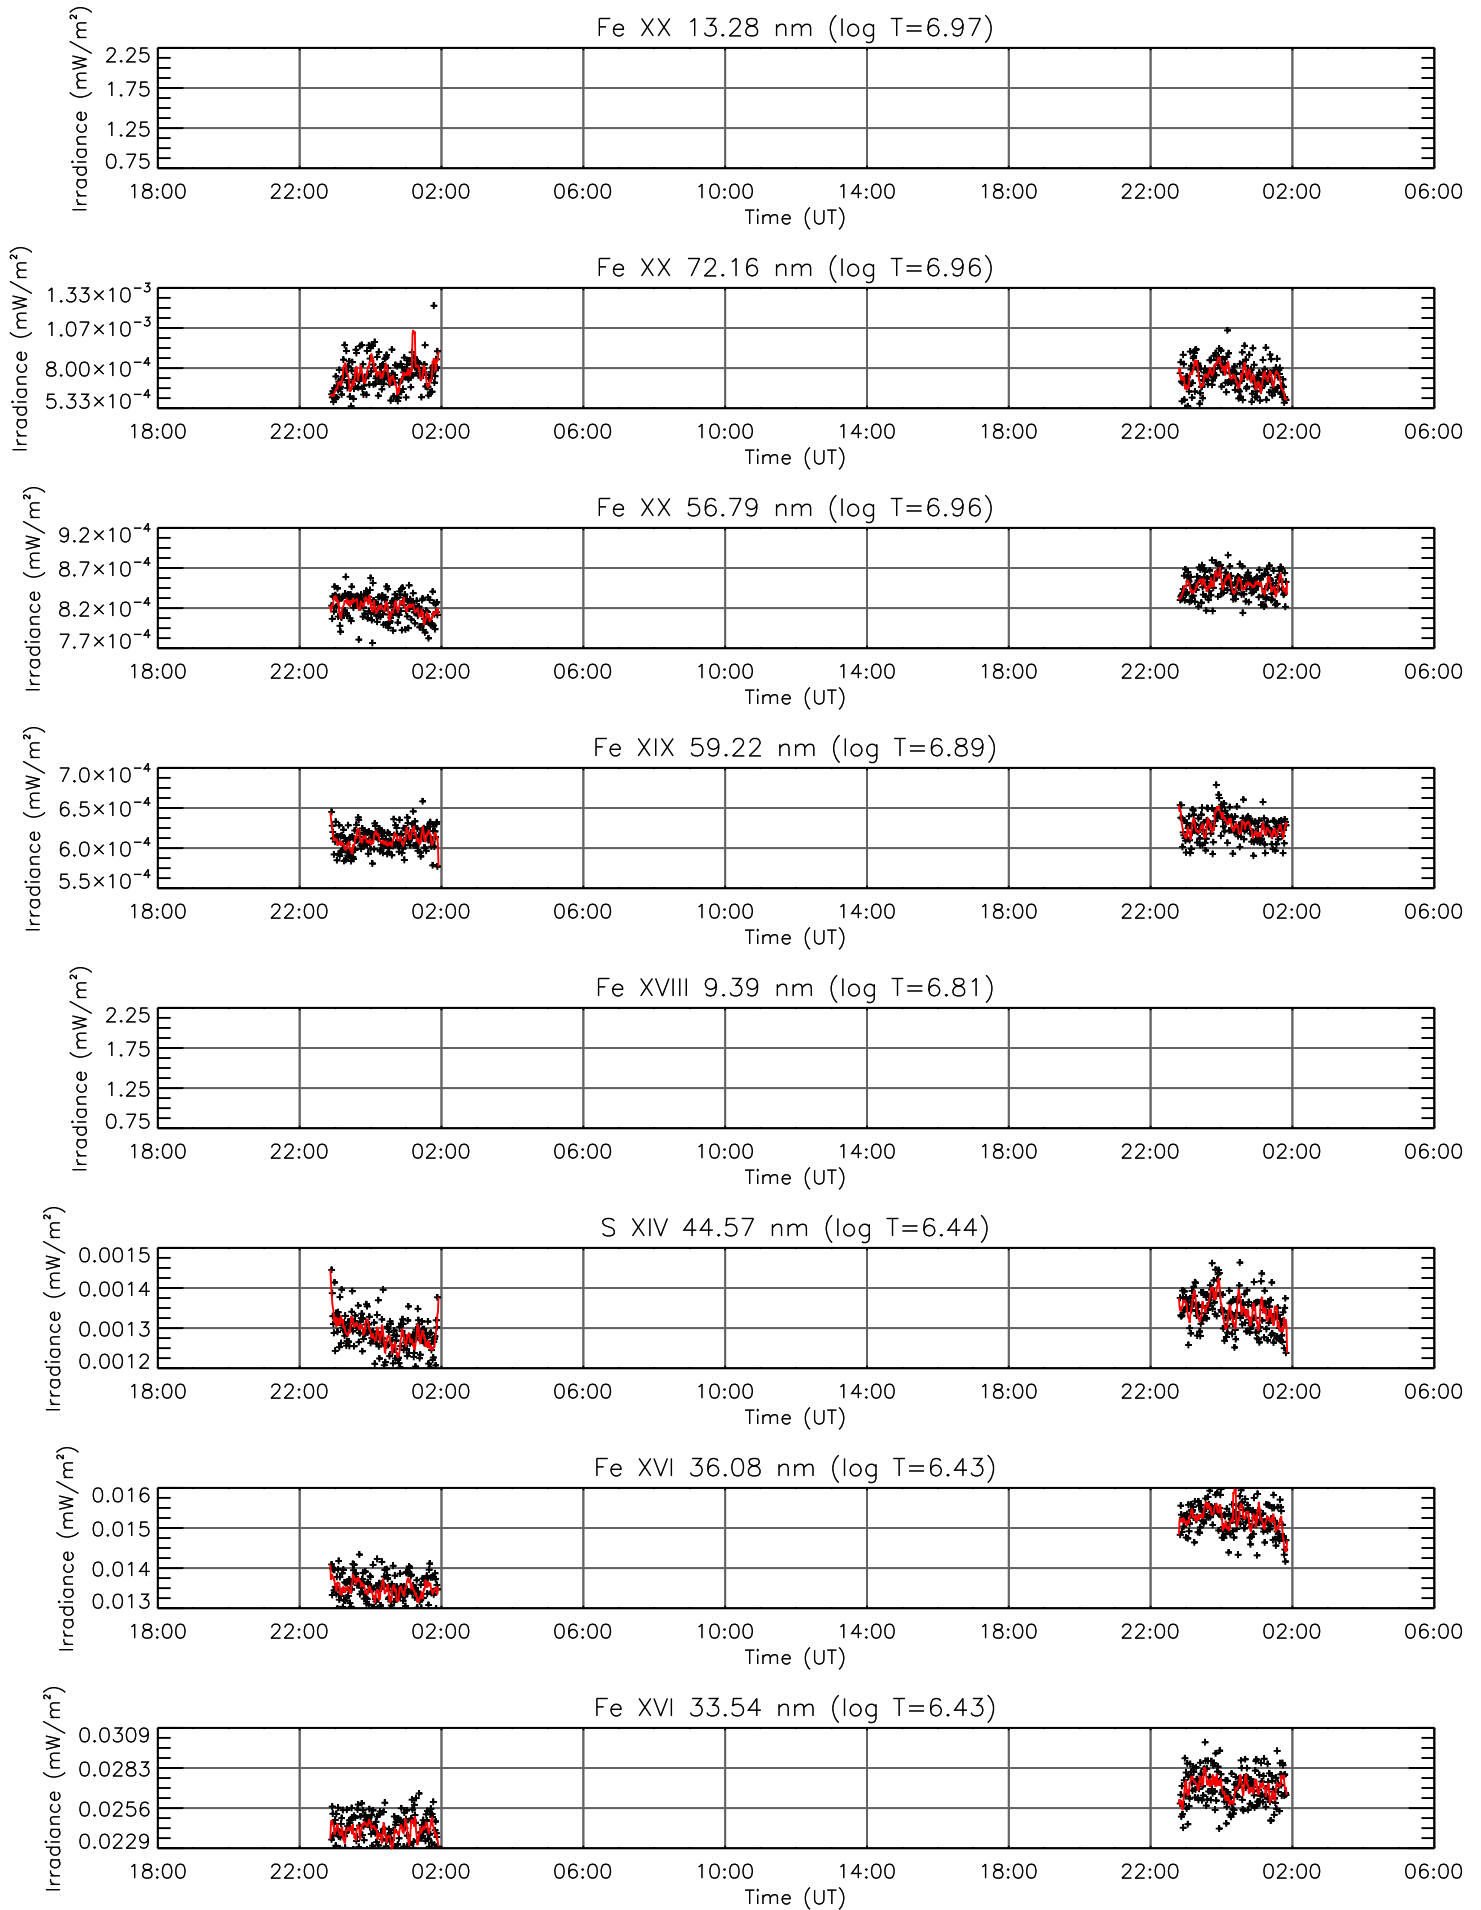 Fe XX 13.28 nm (log T=6.97)
Irradiance (mW/m²)
2.25
1.75
1.25
0.75
18:00 22:00 02:00 06:00 10:00 14:00 18:00 22:00 02:00 06:00
Time (UT)
Fe XX 72.16 nm (log T=6.96)
Irradiance (mW/m²)
1.33×10⁻³
1.07×10⁻³
8.00×10⁻⁴
5.33×10⁻⁴
18:00 22:00 02:00 06:00 10:00 14:00 18:00 22:00 02:00 06:00
Time (UT)
Fe XX 56.79 nm (log T=6.96)
Irradiance (mW/m²)
9.2×10⁻⁴
8.7×10⁻⁴
8.2×10⁻⁴
7.7×10⁻⁴
18:00 22:00 02:00 06:00 10:00 14:00 18:00 22:00 02:00 06:00
Time (UT)
Fe XIX 59.22 nm (log T=6.89)
Irradiance (mW/m²)
7.0×10⁻⁴
6.5×10⁻⁴
6.0×10⁻⁴
5.5×10⁻⁴
18:00 22:00 02:00 06:00 10:00 14:00 18:00 22:00 02:00 06:00
Time (UT)
Fe XVIII 9.39 nm (log T=6.81)
Irradiance (mW/m²)
2.25
1.75
1.25
0.75
18:00 22:00 02:00 06:00 10:00 14:00 18:00 22:00 02:00 06:00
Time (UT)
S XIV 44.57 nm (log T=6.44)
Irradiance (mW/m²)
0.0015
0.0014
0.0013
0.0012
18:00 22:00 02:00 06:00 10:00 14:00 18:00 22:00 02:00 06:00
Time (UT)
Fe XVI 36.08 nm (log T=6.43)
Irradiance (mW/m²)
0.016
0.015
0.014
0.013
18:00 22:00 02:00 06:00 10:00 14:00 18:00 22:00 02:00 06:00
Time (UT)
Fe XVI 33.54 nm (log T=6.43)
Irradiance (mW/m²)
0.0309
0.0283
0.0256
0.0229
18:00 22:00 02:00 06:00 10:00 14:00 18:00 22:00 02:00 06:00
Time (UT)